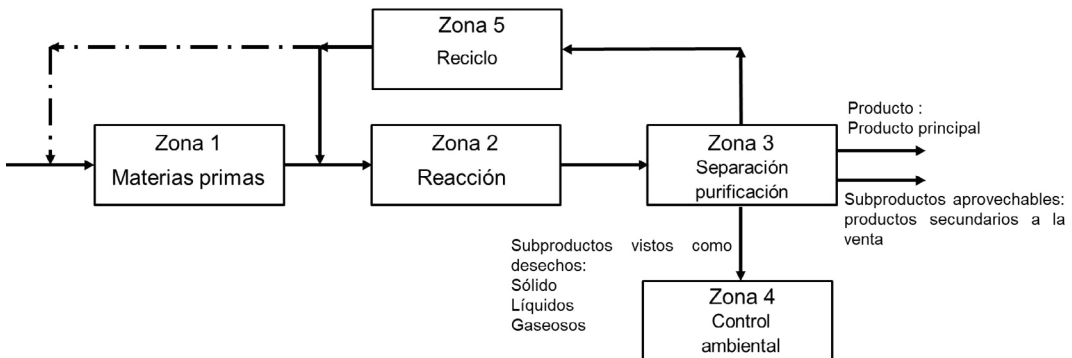 Zona 5
Reciclo
Zona 1
Materias primas
Zona 2
Reacción
Zona 3
Separación
purificación
Producto :
Producto principal
Subproductos aprovechables:
productos secundarios a la
venta
Subproductos vistos como
desechos:
Sólido
Líquidos
Gaseosos
Zona 4
Control
ambiental